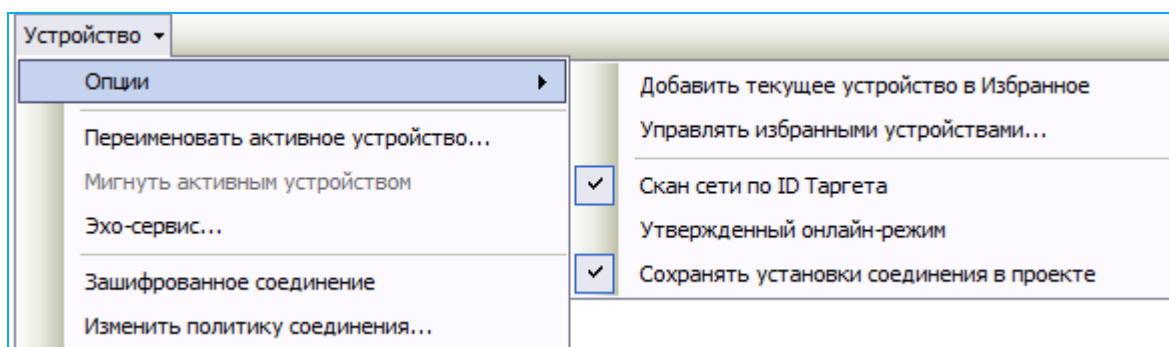 Устройство
Опции
Переименовать активное устройство...
Мигнуть активным устройством
Эхо-сервис...
Зашифрованное соединение
Изменить политику соединения...
Добавить текущее устройство в Избранное
Управлять избранными устройствами...
Скан сети по ID Таргета
Утвержденный онлайн-режим
Сохранять установки соединения в проекте